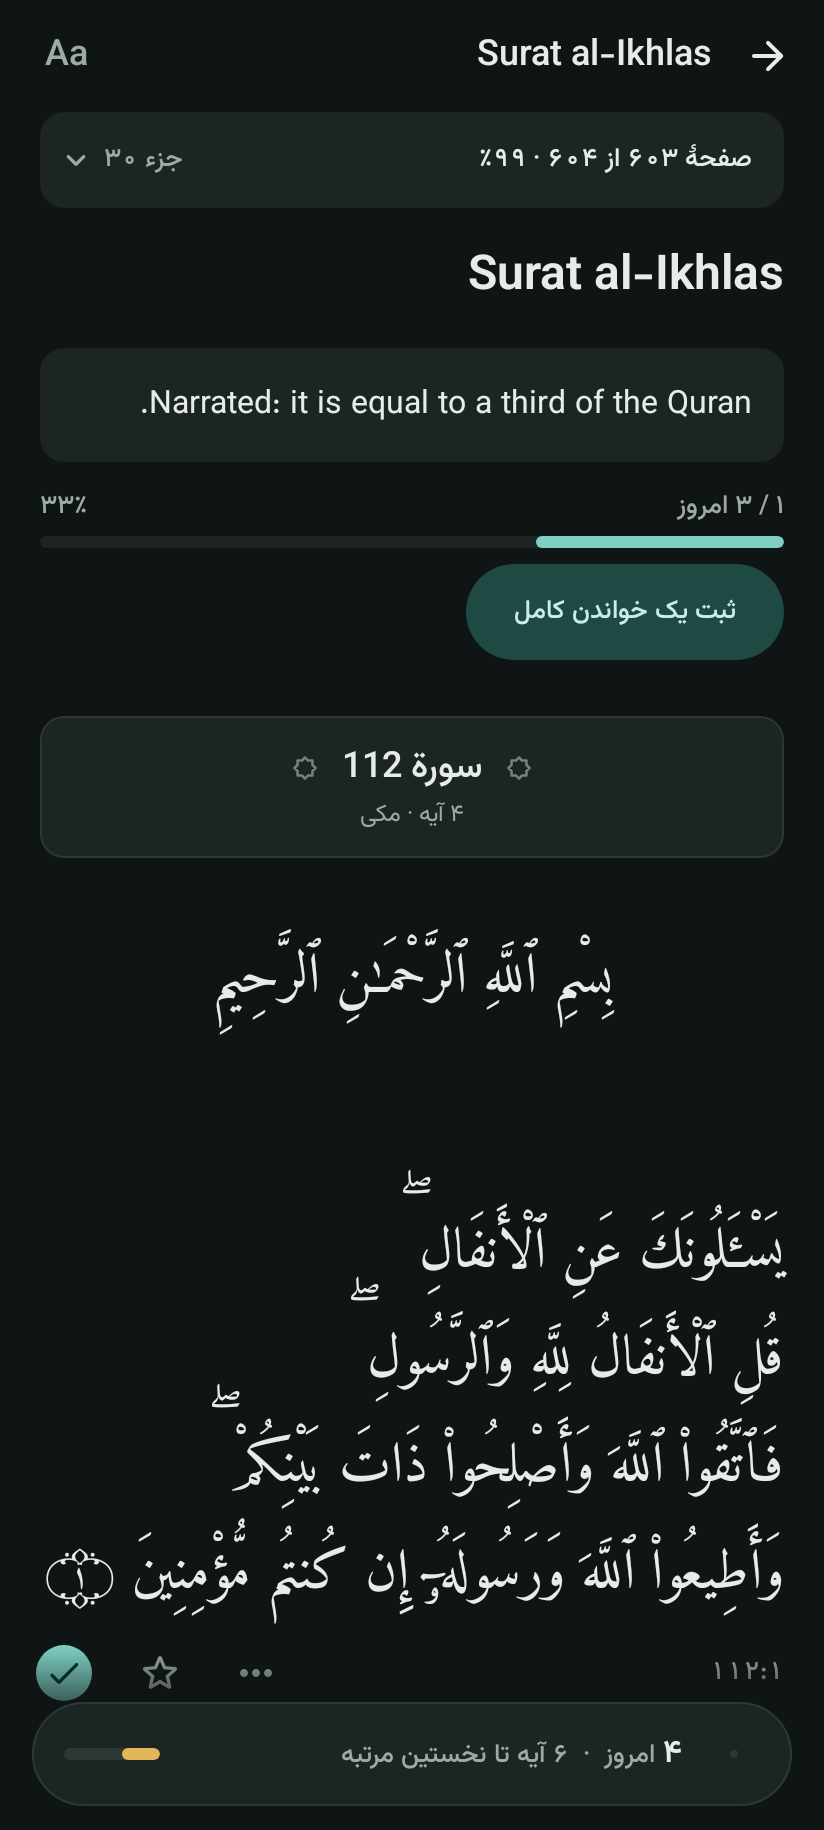 Surat al-Ikhlas
Aa
صفحهٔ ۶۰۳ از ۶۰۴ · ۹۹٪
جزء ۳۰
Surat al-Ikhlas
Narrated: it is equal to a third of the Quran.
۱ / ۳ امروز
۳۳٪
ثبت یک خواندن کامل
سورة 112
۴ آیه · مکی
بِسْمِ ٱللَّهِ ٱلرَّحْمَـٰنِ ٱلرَّحِيمِ
يَسْـَٔلُونَكَ عَنِ ٱلْأَنفَالِ ۖ
قُلِ ٱلْأَنفَالُ لِلَّهِ وَٱلرَّسُولِ ۖ
فَٱتَّقُوا۟ ٱللَّهَ وَأَصْلِحُوا۟ ذَاتَ بَيْنِكُمْ ۖ
وَأَطِيعُوا۟ ٱللَّهَ وَرَسُولَهُۥٓ إِن كُنتُم مُّؤْمِنِينَ ۝١
۱۱۲:۱
۴ امروز · ۶ آیه تا نخستین مرتبه